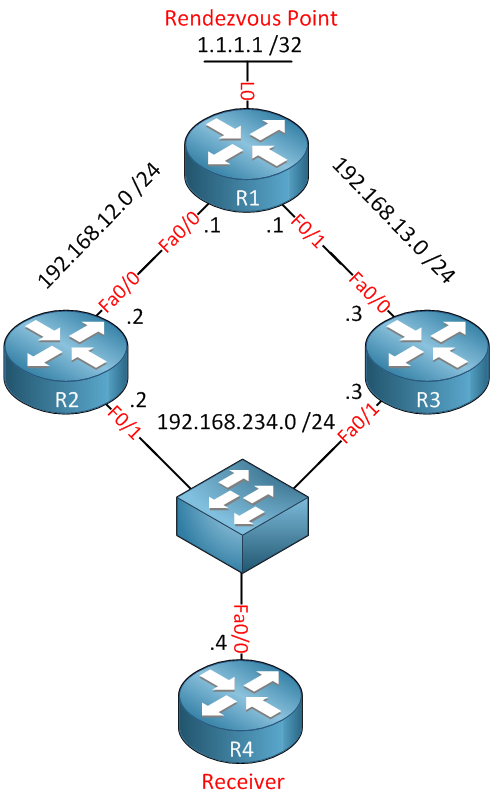 Rendezvous Point
1.1.1.1 /32
L0
R1
192.168.12.0 /24
192.168.13.0 /24
.1
.1
Fa0/0
F0/1
Fa0/0
Fa0/0
.2
.3
R2
R3
.2
.3
F0/1
192.168.234.0 /24
Fa0/1
Fa0/0
.4
R4
Receiver